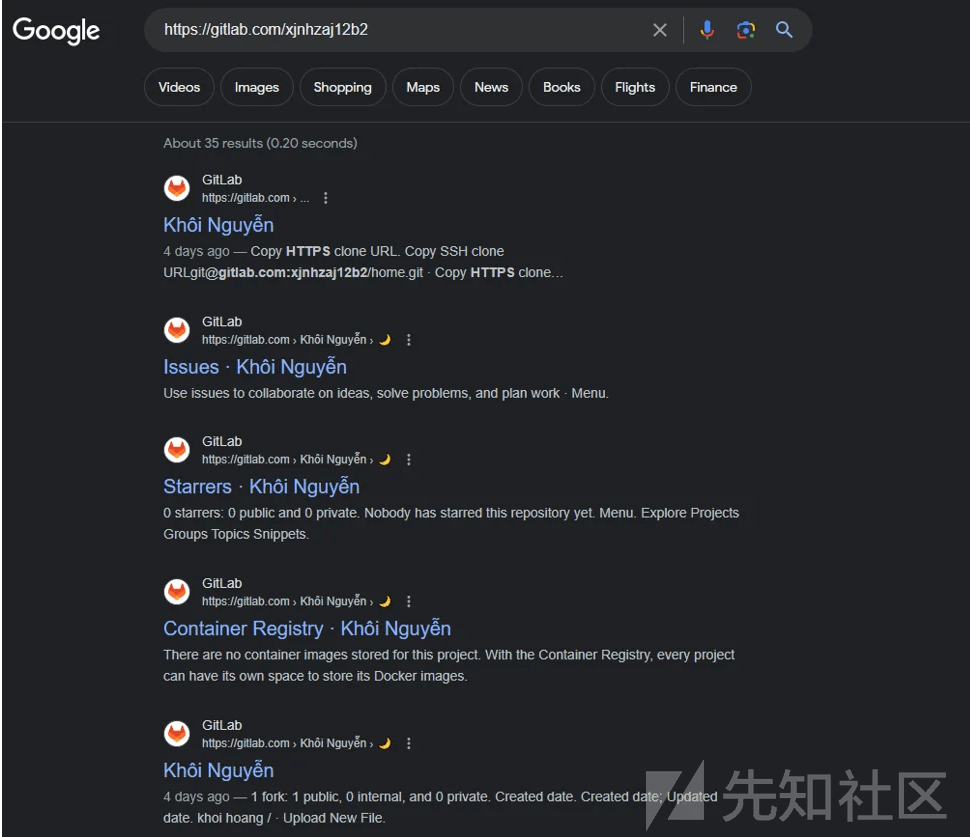 Google
https://gitlab.com/xjnhzaj12b2
Videos Images Shopping Maps News Books Flights Finance
About 35 results (0.20 seconds)
GitLab
https://gitlab.com › ...
Khôi Nguyễn
4 days ago — Copy HTTPS clone URL. Copy SSH clone
URLgit@gitlab.com:xjnhzaj12b2/home.git · Copy HTTPS clone…
GitLab
https://gitlab.com › Khôi Nguyễn › 🌙
Issues · Khôi Nguyễn
Use issues to collaborate on ideas, solve problems, and plan work · Menu.
GitLab
https://gitlab.com › Khôi Nguyễn › 🌙
Starrers · Khôi Nguyễn
0 starrers: 0 public and 0 private. Nobody has starred this repository yet. Menu. Explore Projects
Groups Topics Snippets.
GitLab
https://gitlab.com › Khôi Nguyễn › 🌙
Container Registry · Khôi Nguyễn
There are no container images stored for this project. With the Container Registry, every project
can have its own space to store its Docker images.
GitLab
https://gitlab.com › Khôi Nguyễn › 🌙
Khôi Nguyễn
4 days ago — 1 fork: 1 public, 0 internal, and 0 private. Created date. Created date; Updated
date. khoi hoang / · Upload New File.
先知社区